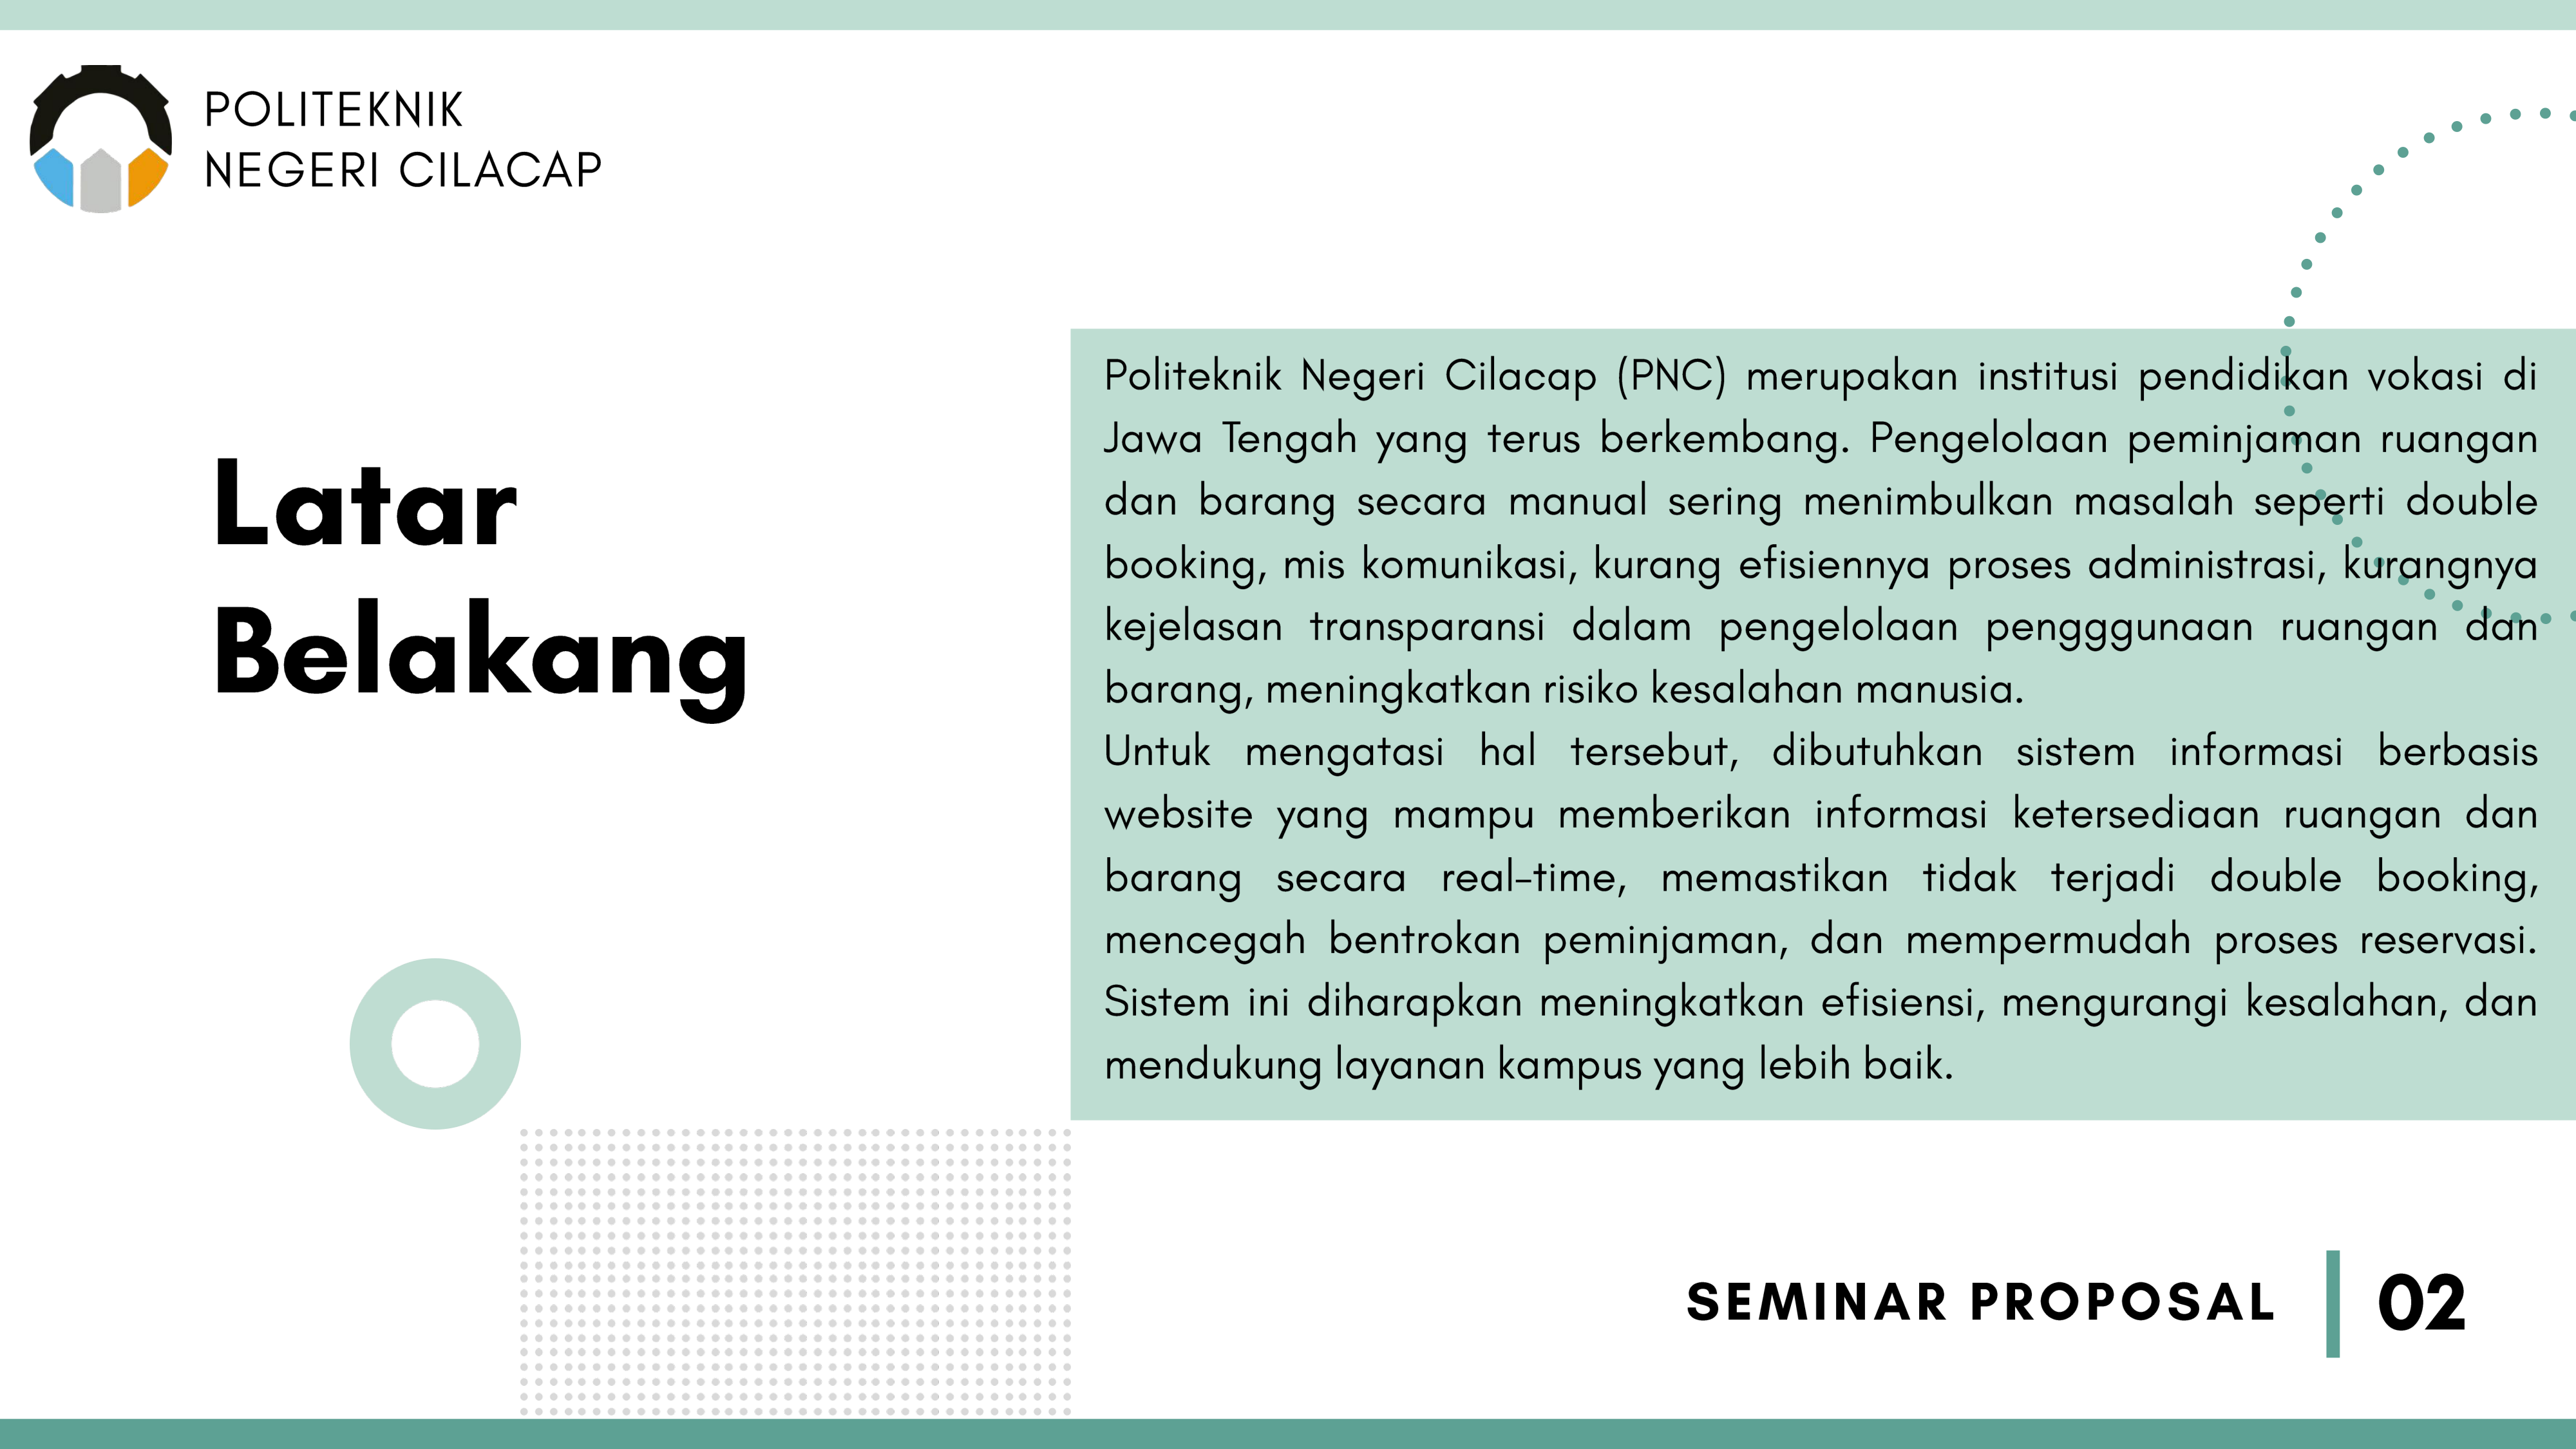 POLITEKNIK
NEGERI CILACAP
Latar
Belakang
Politeknik Negeri Cilacap (PNC) merupakan institusi pendidikan vokasi di
Jawa Tengah yang terus berkembang. Pengelolaan peminjaman ruangan
dan barang secara manual sering menimbulkan masalah seperti double
booking, mis komunikasi, kurang efisiennya proses administrasi, kurangnya
kejelasan transparansi dalam pengelolaan pengggunaan ruangan dan
barang, meningkatkan risiko kesalahan manusia.
Untuk mengatasi hal tersebut, dibutuhkan sistem informasi berbasis
website yang mampu memberikan informasi ketersediaan ruangan dan
barang secara real-time, memastikan tidak terjadi double booking,
mencegah bentrokan peminjaman, dan mempermudah proses reservasi.
Sistem ini diharapkan meningkatkan efisiensi, mengurangi kesalahan, dan
mendukung layanan kampus yang lebih baik.
SEMINAR PROPOSAL
02